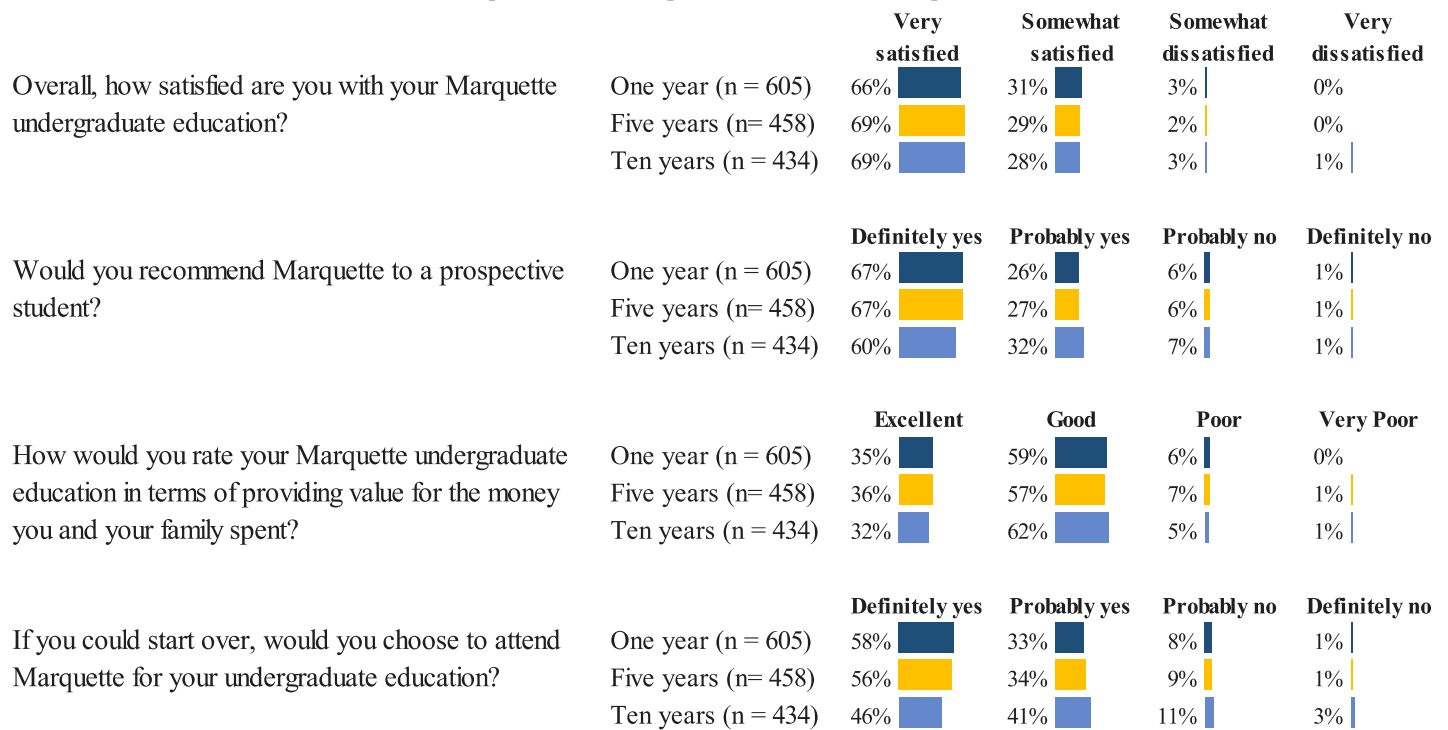 Very Somewhat Somewhat Very
satisfied satisfied dissatisfied dissatisfied
Overall, how satisfied are you with your Marquette One year (n = 605) 66% 31% 3% 0%
undergraduate education? Five years (n= 458) 69% 29% 2% 0%
Ten years (n = 434) 69% 28% 3% 1%
Definitely yes Probably yes Probably no Definitely no
Would you recommend Marquette to a prospective One year (n = 605) 67% 26% 6% 1%
student? Five years (n= 458) 67% 27% 6% 1%
Ten years (n = 434) 60% 32% 7% 1%
Excellent Good Poor Very Poor
How would you rate your Marquette undergraduate One year (n = 605) 35% 59% 6% 0%
education in terms of providing value for the money Five years (n= 458) 36% 57% 7% 1%
you and your family spent? Ten years (n = 434) 32% 62% 5% 1%
Definitely yes Probably yes Probably no Definitely no
If you could start over, would you choose to attend One year (n = 605) 58% 33% 8% 1%
Marquette for your undergraduate education? Five years (n= 458) 56% 34% 9% 1%
Ten years (n = 434) 46% 41% 11% 3%